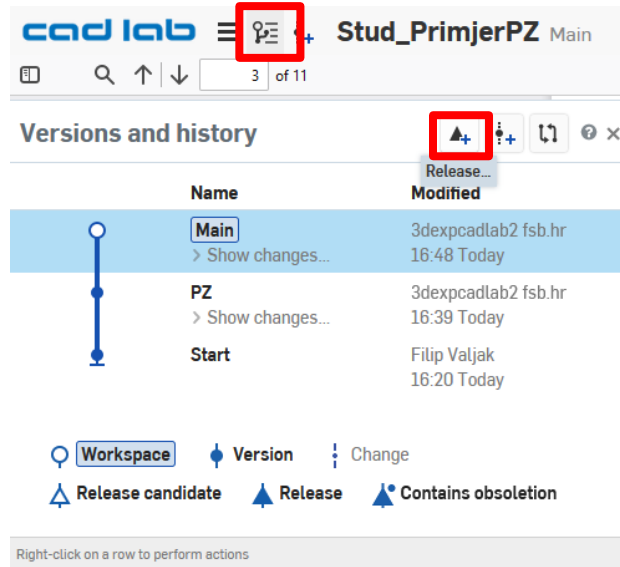 cad lab Stud_PrimjerPZ Main
3 of 11
Versions and history
Release...
Name Modified
Main 3dexpcadlab2 fsb.hr
> Show changes... 16:48 Today
PZ 3dexpcadlab2 fsb.hr
> Show changes... 16:39 Today
Start Filip Valjak
16:20 Today
Workspace Version Change
Release candidate Release Contains obsoletion
Right-click on a row to perform actions